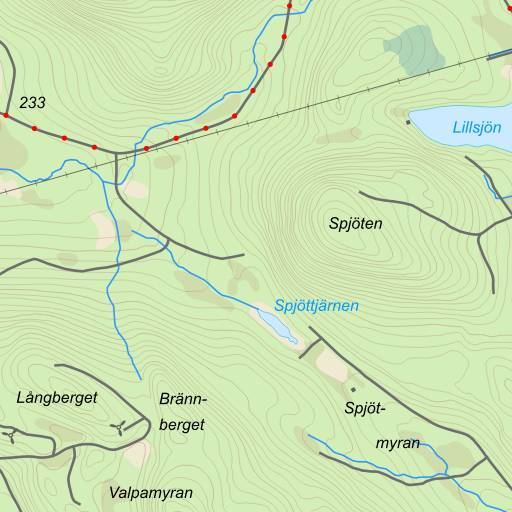 233
Lillsjön
Spjöten
Spjöttjärnen
Långberget
Bränn-
berget
Spjöt-
myran
Valpamyran